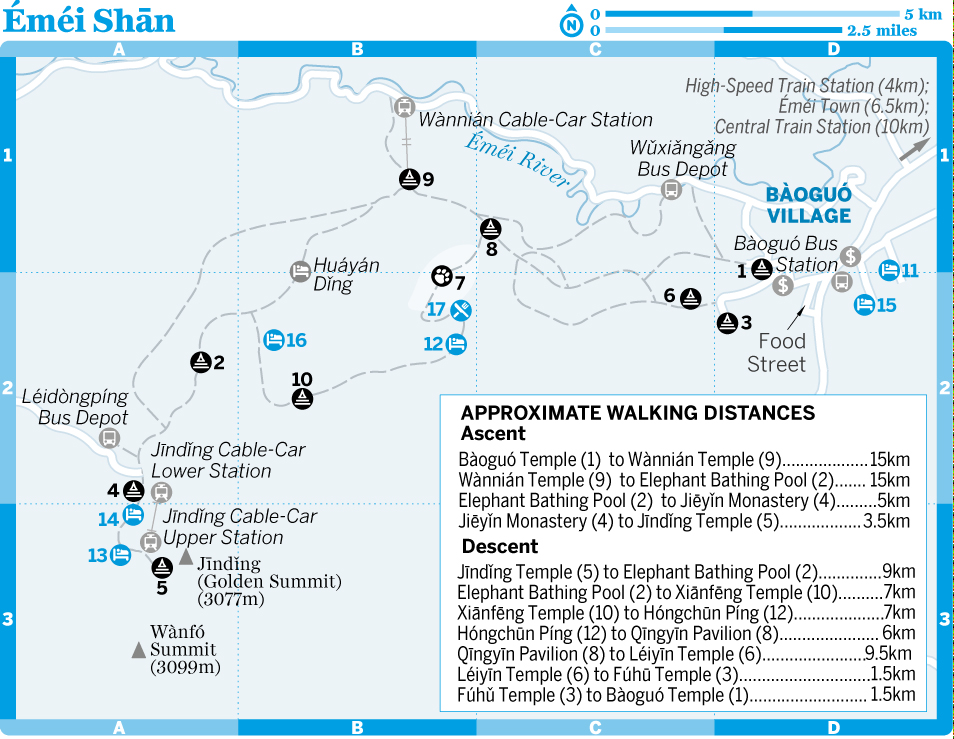 Éméi Shān
0 5 km
0 2.5 miles
A B C D
High-Speed Train Station (4km);
Éméi Town (6.5km);
Central Train Station (10km)
Wànnián Cable-Car Station
Éméi River
Wǔxiǎngǎng
Bus Depot
1 1
9
BÀOGUÓ
VILLAGE
8
Bàoguó Bus
Station
1
$
$
11
Huáyán
Dǐng
7
6
15
17
3
16
12
Food
Street
2
10
2 2
Léidòngpíng
Bus Depot
Jīndǐng Cable-Car
Lower Station
4
14
Jīndǐng Cable-Car
Upper Station
13
5
Jīndǐng
(Golden Summit)
(3077m)
3 3
Wànfó
Summit
(3099m)
APPROXIMATE WALKING DISTANCES
Ascent
Bàoguó Temple (1) to Wànnián Temple (9)...................15km
Wànnián Temple (9) to Elephant Bathing Pool (2)....... 15km
Elephant Bathing Pool (2) to Jiēyǐn Monastery (4).........5km
Jiēyǐn Monastery (4) to Jīndǐng Temple (5)..................3.5km
Descent
Jīndǐng Temple (5) to Elephant Bathing Pool (2)..............9km
Elephant Bathing Pool (2) to Xiānfēng Temple (10)..........7km
Xiānfēng Temple (10) to Hóngchūn Píng (12)....................7km
Hóngchūn Píng (12) to Qīngyīn Pavilion (8)...................... 6km
Qīngyīn Pavilion (8) to Léiyīn Temple (6).......................9.5km
Léiyīn Temple (6) to Fúhǔ Temple (3).............................1.5km
Fúhǔ Temple (3) to Bàoguó Temple (1).......................... 1.5km
A B C D
N